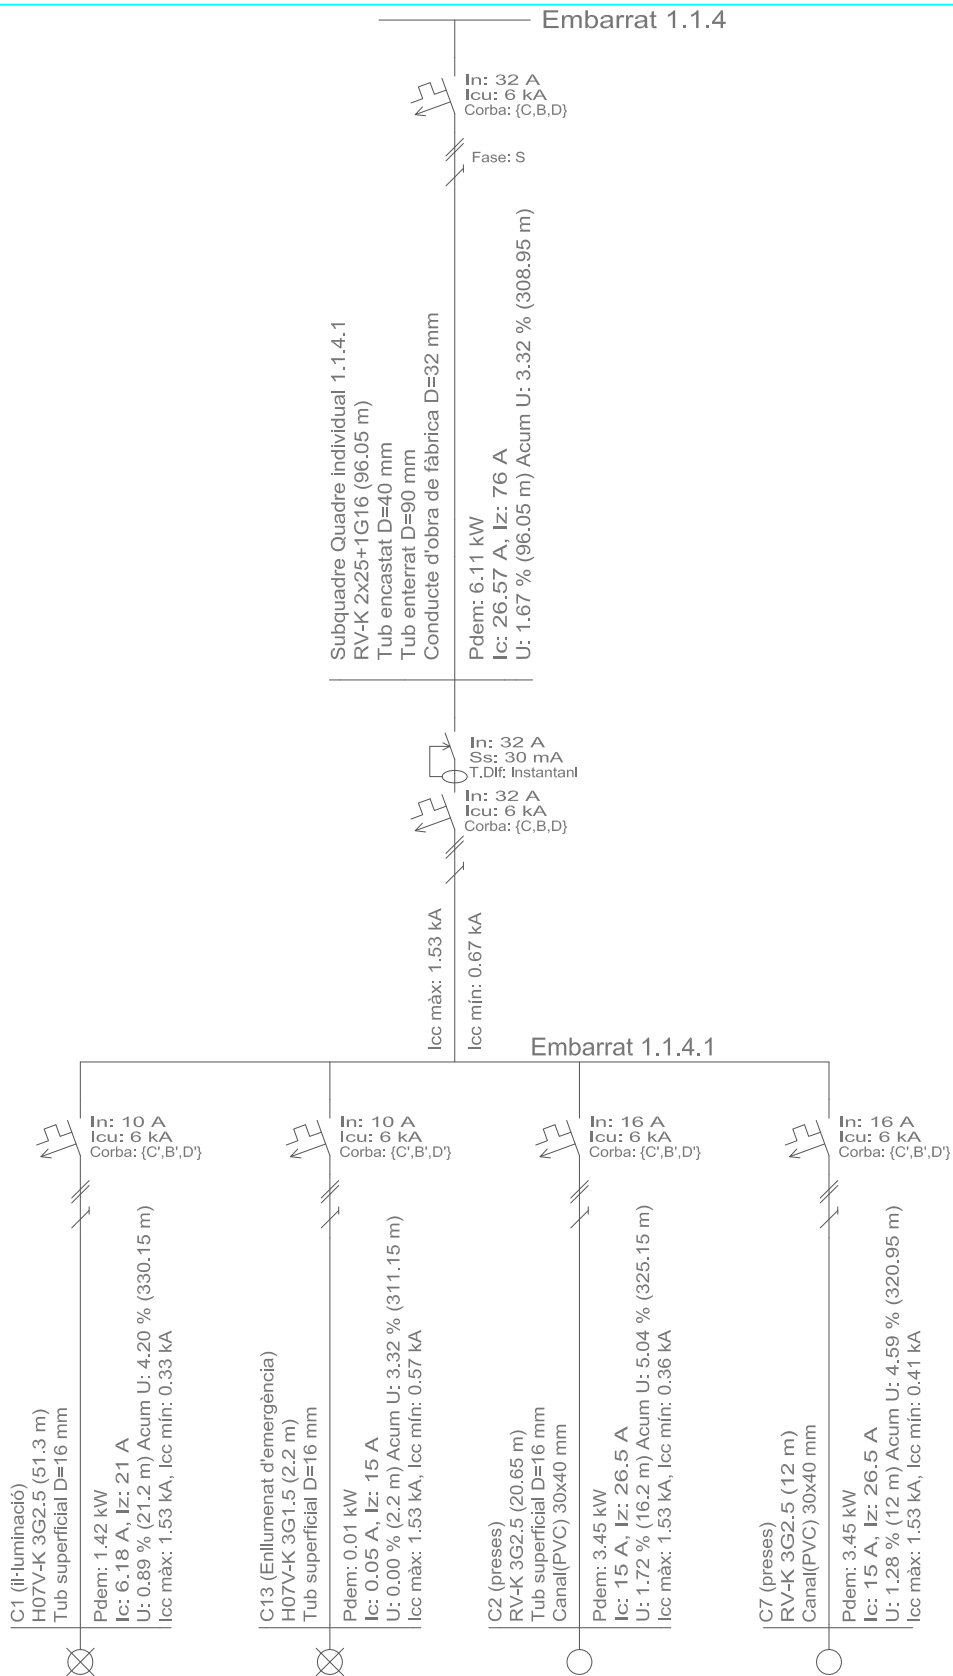 Embarrat 1.1.4
In: 32 A
Icu: 6 kA
Corba: {C,B,D}
Fase: S
Subquadre Quadre individual 1.1.4.1
RV-K 2x25+1G16 (96.05 m)
Tub encastat D=40 mm
Tub enterrat D=90 mm
Conducte d'obra de fàbrica D=32 mm
Pdem: 6.11 kW
Ic: 26.57 A, Iz: 76 A
U: 1.67 % (96.05 m) Acum U: 3.32 % (308.95 m)
In: 32 A
Ss: 30 mA
T.Dif: Instantani
In: 32 A
Icu: 6 kA
Corba: {C,B,D}
Icc màx: 1.53 kA
Icc mín: 0.67 kA
Embarrat 1.1.4.1
In: 10 A
Icu: 6 kA
Corba: {C',B',D'}
C1 (il·luminació)
H07V-K 3G2.5 (51.3 m)
Tub superficial D=16 mm
Pdem: 1.42 kW
Ic: 6.18 A, Iz: 21 A
U: 0.89 % (21.2 m) Acum U: 4.20 % (330.15 m)
Icc màx: 1.53 kA, Icc mín: 0.33 kA
In: 10 A
Icu: 6 kA
Corba: {C',B',D'}
C13 (Enllumenat d'emergència)
H07V-K 3G1.5 (2.2 m)
Tub superficial D=16 mm
Pdem: 0.01 kW
Ic: 0.05 A, Iz: 15 A
U: 0.00 % (2.2 m) Acum U: 3.32 % (311.15 m)
Icc màx: 1.53 kA, Icc mín: 0.57 kA
In: 16 A
Icu: 6 kA
Corba: {C',B',D'}
C2 (preses)
RV-K 3G2.5 (20.65 m)
Tub superficial D=16 mm
Canal(PVC) 30x40 mm
Pdem: 3.45 kW
Ic: 15 A, Iz: 26.5 A
U: 1.72 % (16.2 m) Acum U: 5.04 % (325.15 m)
Icc màx: 1.53 kA, Icc mín: 0.36 kA
In: 16 A
Icu: 6 kA
Corba: {C',B',D'}
C7 (preses)
RV-K 3G2.5 (12 m)
Canal(PVC) 30x40 mm
Pdem: 3.45 kW
Ic: 15 A, Iz: 26.5 A
U: 1.28 % (12 m) Acum U: 4.59 % (320.95 m)
Icc màx: 1.53 kA, Icc mín: 0.41 kA